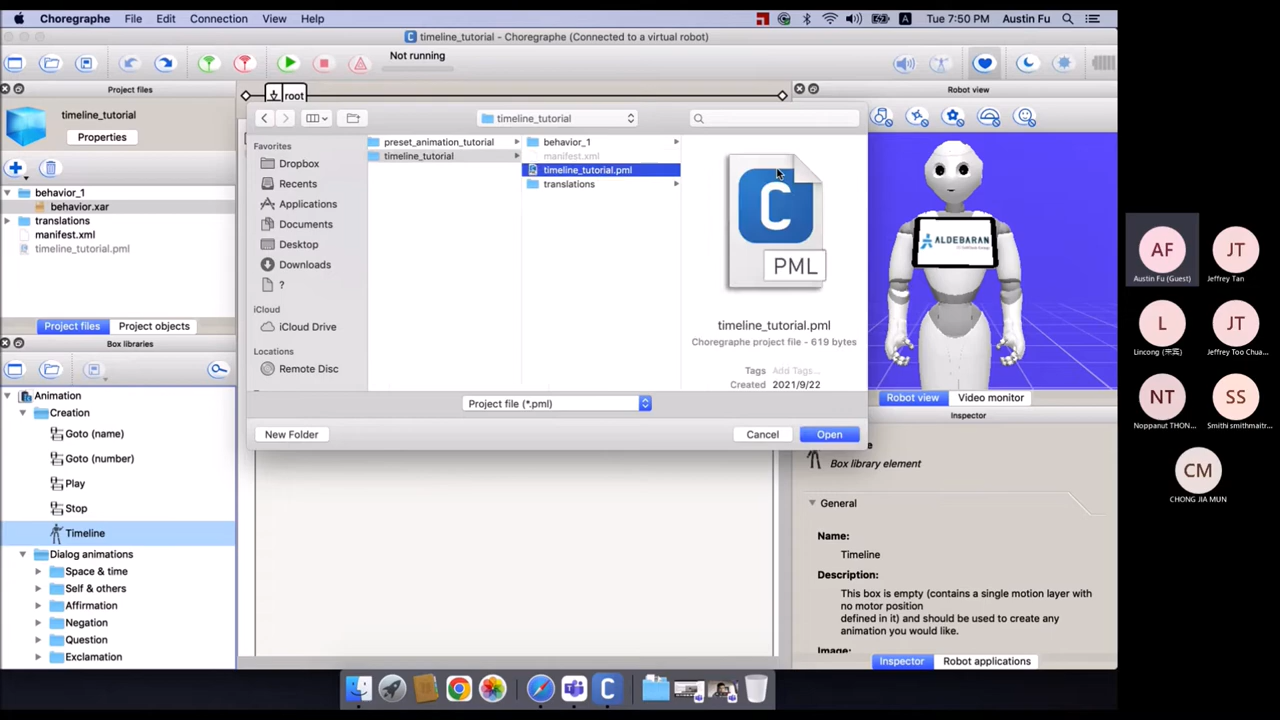 Choregraphe File Edit Connection View Help
A Tue 7:50 PM Austin Fu
timeline_tutorial - Choregraphe (Connected to a virtual robot)
Not running
Project files
timeline_tutorial
Properties
behavior_1
behavior.xar
translations
manifest.xml
timeline_tutorial.pml
Project files Project objects
Box libraries
Animation
Creation
Goto (name)
Goto (number)
Play
Stop
Timeline
Dialog animations
Space & time
Self & others
Affirmation
Negation
Question
Exclamation
root
timeline_tutorial
Favorites
Dropbox
Recents
Applications
Documents
Desktop
Downloads
?
iCloud
iCloud Drive
Locations
Remote Disc
preset_animation_tutorial
timeline_tutorial
behavior_1
manifest.xml
timeline_tutorial.pml
translations
C
PML
timeline_tutorial.pml
Choregraphe project file - 619 bytes
Tags Add Tags...
Created 2021/9/22
Project file (*.pml)
New Folder
Cancel
Open
Robot view
ALDEBARAN
Robot view Video monitor
Inspector
Box library element
General
Name:
Timeline
Description:
This box is empty (contains a single motion layer with
no motor position
defined in it) and should be used to create any
animation you would like.
Image:
Inspector Robot applications
AF
Austin Fu (Guest)
JT
Jeffrey Tan
L
JT
Jeffrey Too Chua...
NT
Noppanut THON...
SS
Smithi smithmaitr...
CM
CHONG JIA MUN